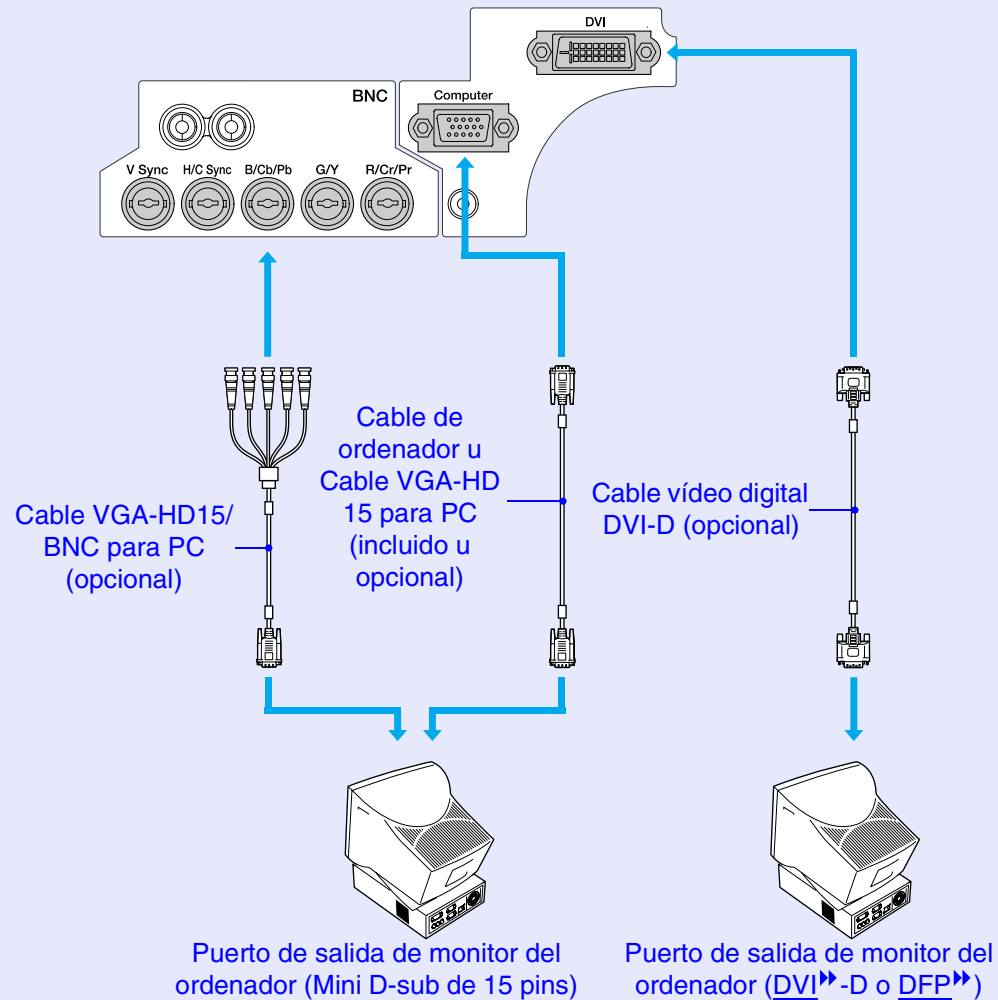 DVI
BNC
Computer
V Sync H/C Sync B/Cb/Pb G/Y R/Cr/Pr
Cable VGA-HD15/
BNC para PC
(opcional)
Cable de
ordenador u
Cable VGA-HD
15 para PC
(incluido u
opcional)
Cable vídeo digital
DVI-D (opcional)
Puerto de salida de monitor del
ordenador (Mini D-sub de 15 pins)
Puerto de salida de monitor del
ordenador (DVI-D o DFP)